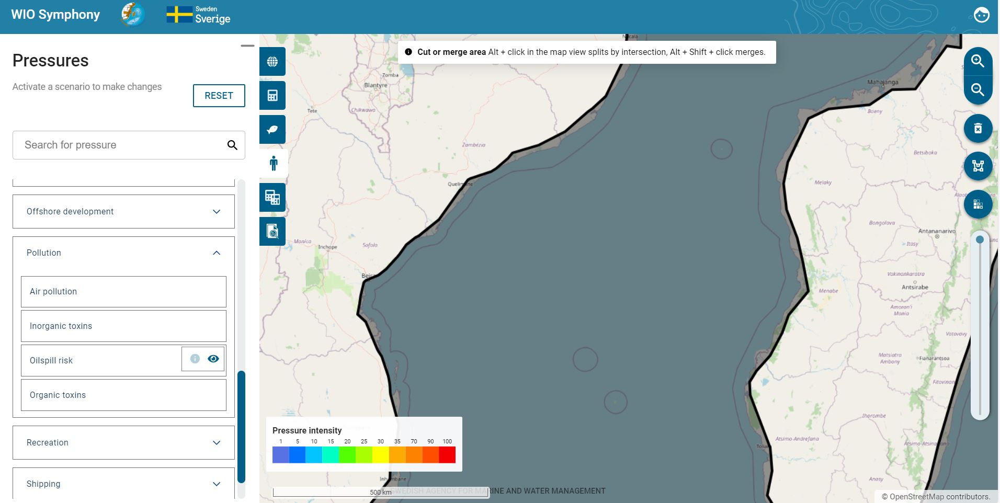 WIO Symphony
Sweden
Sverige
Pressures
Activate a scenario to make changes
RESET
Search for pressure
Offshore development
Pollution
Air pollution
Inorganic toxins
Oilspill risk
Organic toxins
Recreation
Shipping
Cut or merge area Alt + click in the map view splits by intersection, Alt + Shift + click merges.
Nacala
Zomba
Blantyre
Tete
Chikwawa
Zambézia
Quelimane
Manica
Inchope
Sofala
Beira
Inhambane
Mahajanga
Boeny
Betsiboka
Melaky
Bongolava
Antananarivo
Itasy
Vakinankaratra
Antsirabe
Menabe
Amoron'i
Mania
Vatovavy
Matsiatra
Ambony
Fianarantsoa
Fitovinany
Ihorombe
Atsimo-Andrefana
Atsimo-Atsinanana
Toliara
Pressure intensity
1 5 10 15 20 25 30 35 70 90 100
500 km
SWEDISH AGENCY FOR MARINE AND WATER MANAGEMENT
© OpenStreetMap contributors.